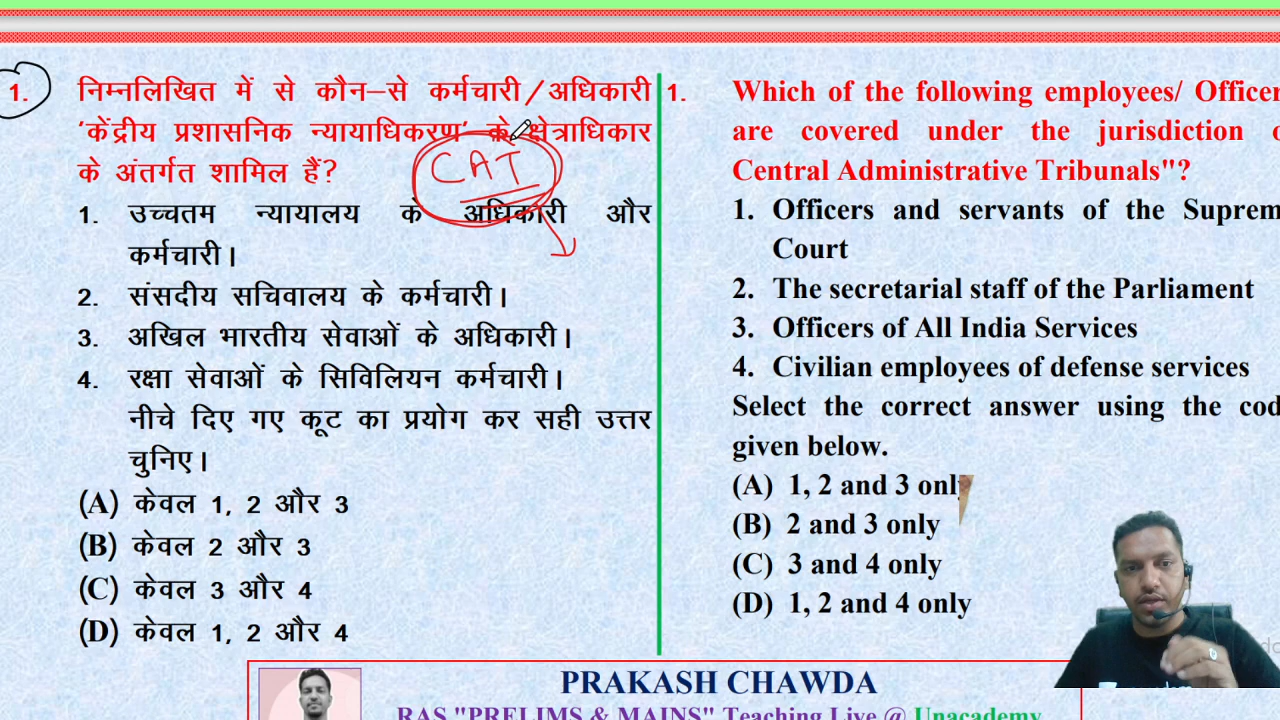 1. निम्नलिखित में से कौन–से कर्मचारी/अधिकारी
'केंद्रीय प्रशासनिक न्यायाधिकरण' के क्षेत्राधिकार
के अंतर्गत शामिल हैं?
CAT
1. उच्चतम न्यायालय के अधिकारी और
कर्मचारी।
2. संसदीय सचिवालय के कर्मचारी।
3. अखिल भारतीय सेवाओं के अधिकारी।
4. रक्षा सेवाओं के सिविलियन कर्मचारी।
नीचे दिए गए कूट का प्रयोग कर सही उत्तर
चुनिए।
(A) केवल 1, 2 और 3
(B) केवल 2 और 3
(C) केवल 3 और 4
(D) केवल 1, 2 और 4
1. Which of the following employees/ Officer
are covered under the jurisdiction o
Central Administrative Tribunals"?
1. Officers and servants of the Suprem
Court
2. The secretarial staff of the Parliament
3. Officers of All India Services
4. Civilian employees of defense services
Select the correct answer using the cod
given below.
(A) 1, 2 and 3 only
(B) 2 and 3 only
(C) 3 and 4 only
(D) 1, 2 and 4 only
PRAKASH CHAWDA
RAS "PRELIMS & MAINS" Teaching Live @ Unacademy